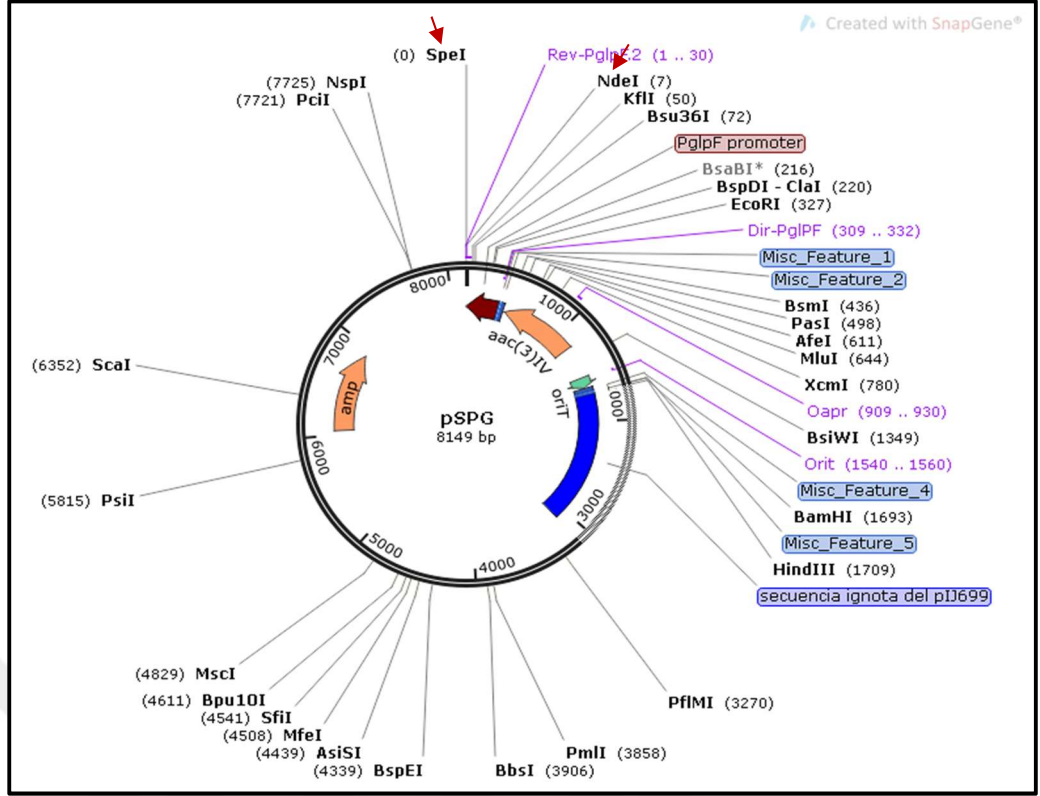 Created with SnapGene®
(0) SpeI
Rev-PglpF.2 (1 .. 30)
(7725) NspI
NdeI (7)
(7721) PciI
KflI (50)
Bsu36I (72)
PglpF promoter
BsaBI* (216)
BspDI - ClaI (220)
EcoRI (327)
Dir-PglPF (309 .. 332)
Misc_Feature_1
Misc_Feature_2
BsmI (436)
PasI (498)
AfeI (611)
MluI (644)
XcmI (780)
Oapr (909 .. 930)
BsiWI (1349)
Orit (1540 .. 1560)
Misc_Feature_4
BamHI (1693)
Misc_Feature_5
HindIII (1709)
secuencia ignota del pIJ699
PflMI (3270)
PmlI (3858)
BbsI (3906)
(4339) BspEI
(4439) AsiSI
(4508) MfeI
(4541) SfiI
(4611) Bpu10I
(4829) MscI
(5815) PsiI
(6352) ScaI
8000
1000
7000
aac(3)IV
amp
oriT
pSPG
8149 bp
6000
3000
5000
4000